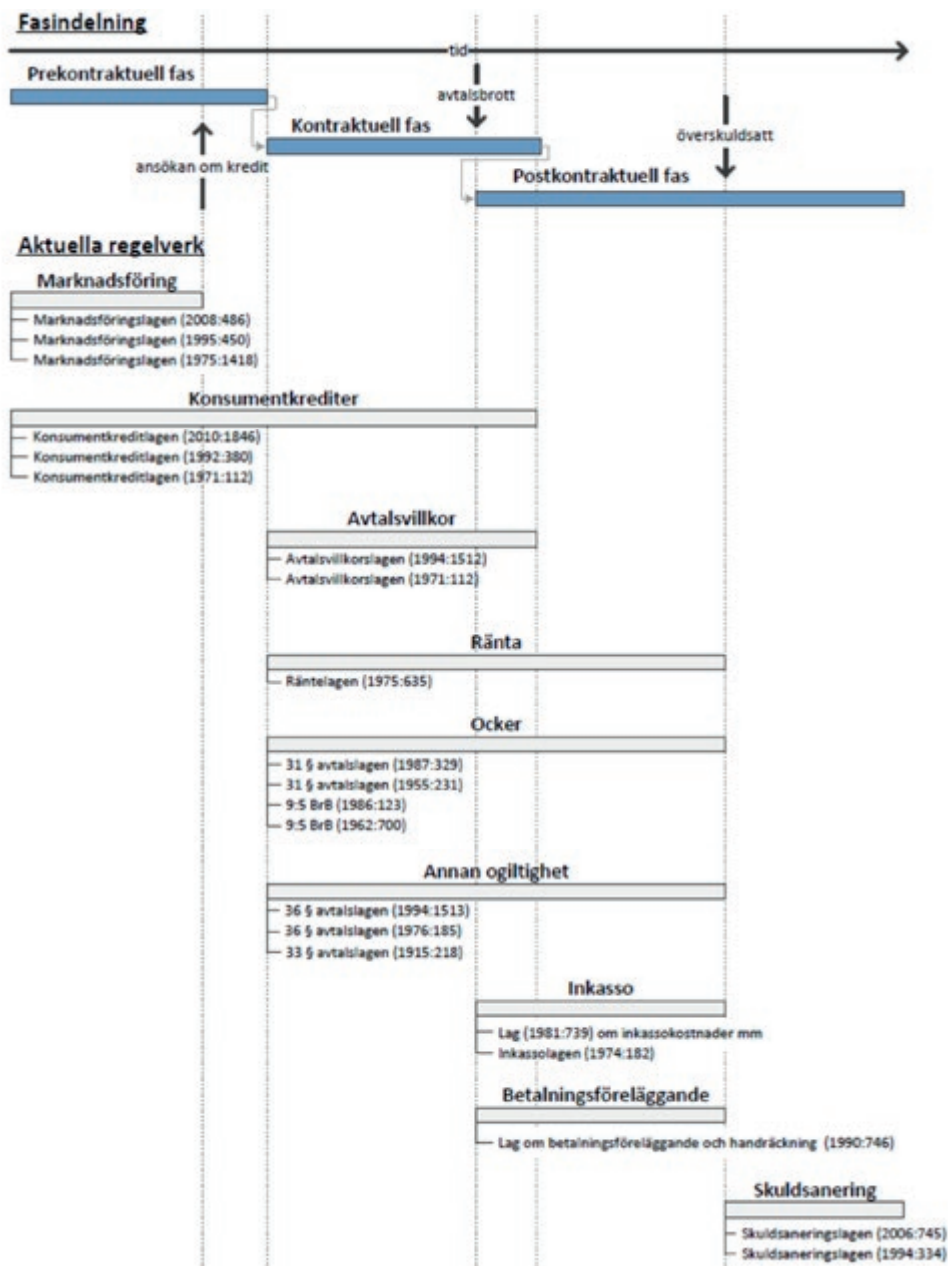 Fasindelning
tid
Prekontraktuell fas
avtalsbrott
Kontraktuell fas
överskuldsatt
ansökan om kredit
Postkontraktuell fas
Aktuella regelverk
Marknadsföring
Marknadsföringslagen (2008:486)
Marknadsföringslagen (1995:450)
Marknadsföringslagen (1975:1418)
Konsumentkrediter
Konsumentkreditlagen (2010:1846)
Konsumentkreditlagen (1992:380)
Konsumentkreditlagen (1971:112)
Avtalsvillkor
Avtalsvillkorslagen (1994:1512)
Avtalsvillkorslagen (1971:112)
Ränta
Räntelagen (1975:635)
Ocker
31 § avtalslagen (1987:329)
31 § avtalslagen (1955:231)
9:5 BrB (1986:123)
9:5 BrB (1962:700)
Annan ogiltighet
36 § avtalslagen (1994:1513)
36 § avtalslagen (1976:185)
33 § avtalslagen (1915:218)
Inkasso
Lag (1981:739) om inkassokostnader mm
Inkassolagen (1974:182)
Betalningsföreläggande
Lag om betalningsföreläggande och handräckning (1990:746)
Skuldsanering
Skuldsaneringslagen (2006:745)
Skuldsaneringslagen (1994:334)